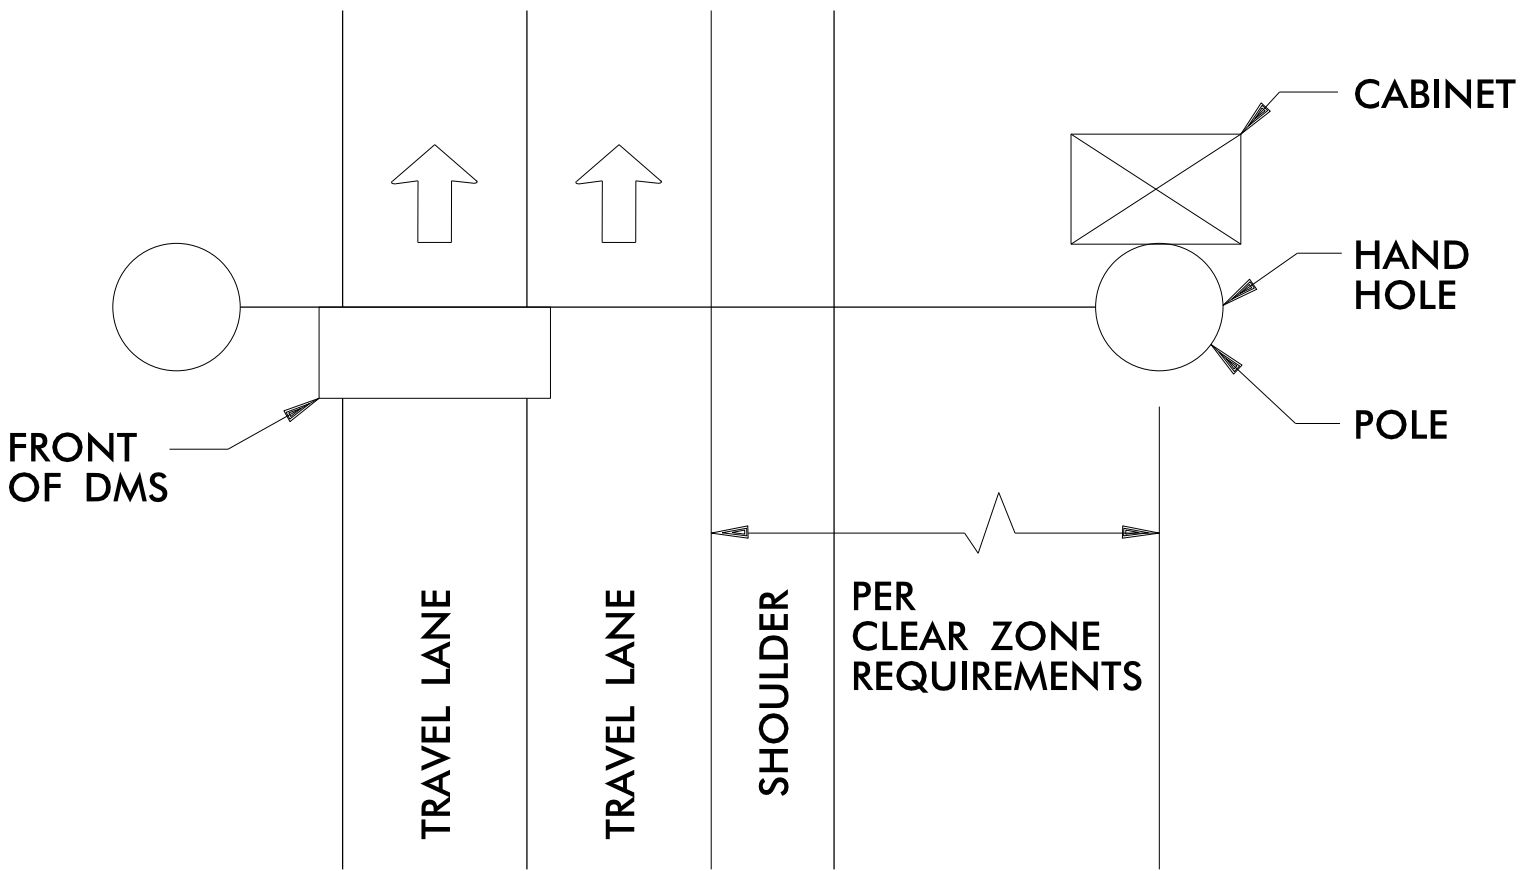 CABINET
HAND
HOLE
POLE
FRONT
OF DMS
TRAVEL LANE
TRAVEL LANE
SHOULDER
PER
CLEAR ZONE
REQUIREMENTS